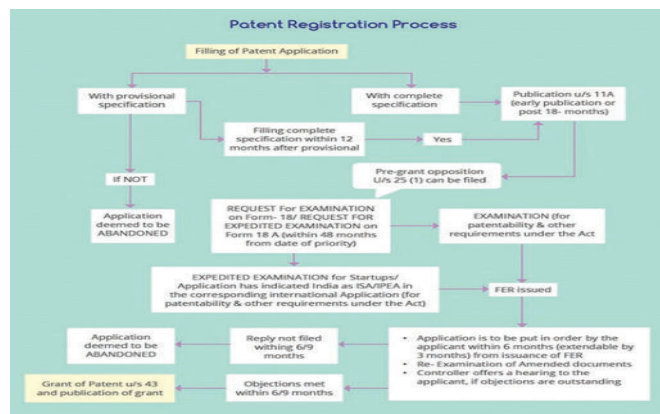 Patent Registration Process
Filling of Patent Application
With provisional
specification
With complete
specification
Publication u/s 11A
(early publication or
post 18- months)
Filling complete
specification within 12
months after provisional
Yes
If NOT
Pre-grant opposition
U/s 25 (1) can be filed
Application
deemed to be
ABANDONED
REQUEST For EXAMINATION
on Form- 18/ REQUEST FOR
EXPEDITED EXAMINATION on
Form 18 A (within 48 months
from date of priority)
EXAMINATION (for
patentability & other
requirements under the Act
EXPEDITED EXAMINATION for Startups/
Application has indicated India as ISA/IPEA in
the corresponding international Application (for
patentability & other requirements under the Act)
FER issued
Application
deemed to be
ABANDONED
Reply not filed
withing 6/9
months
• Application is to be put in order by the
applicant within 6 months (extendable by
3 months) from issuance of FER
• Re- Examination of Amended documents
• Controller offers a hearing to the
applicant, if objections are outstanding
Grant of Patent u/s 43
and publication of grant
Objections met
within 6/9 months